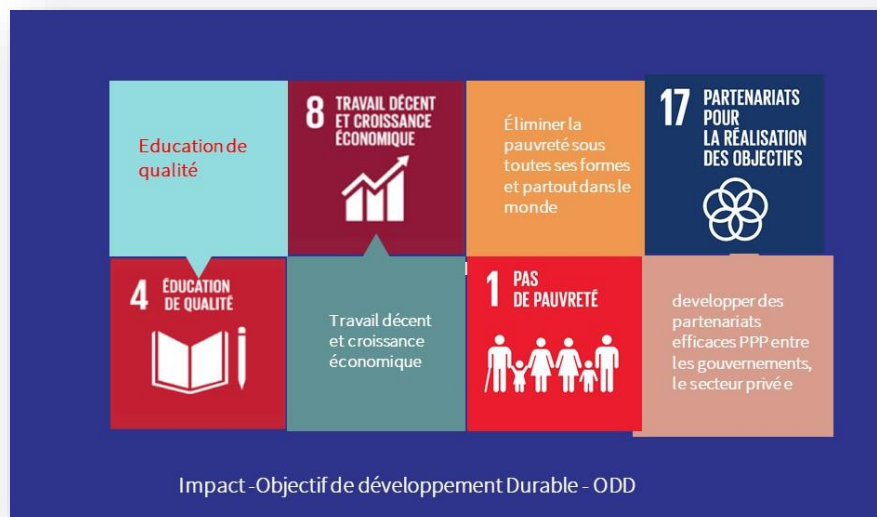 Education de
qualité
8 TRAVAIL DÉCENT
ET CROISSANCE
ÉCONOMIQUE
Éliminer la
pauvreté sous
toutes ses formes
et partout dans le
monde
17 PARTENARIATS
POUR
LA RÉALISATION
DES OBJECTIFS
4 ÉDUCATION
DE QUALITÉ
Travail décent
et croissance
économique
1 PAS
DE PAUVRETÉ
developper des
partenariats
efficaces PPP entre
les gouvernements,
le secteur privé e
Impact -Objectif de développement Durable - ODD